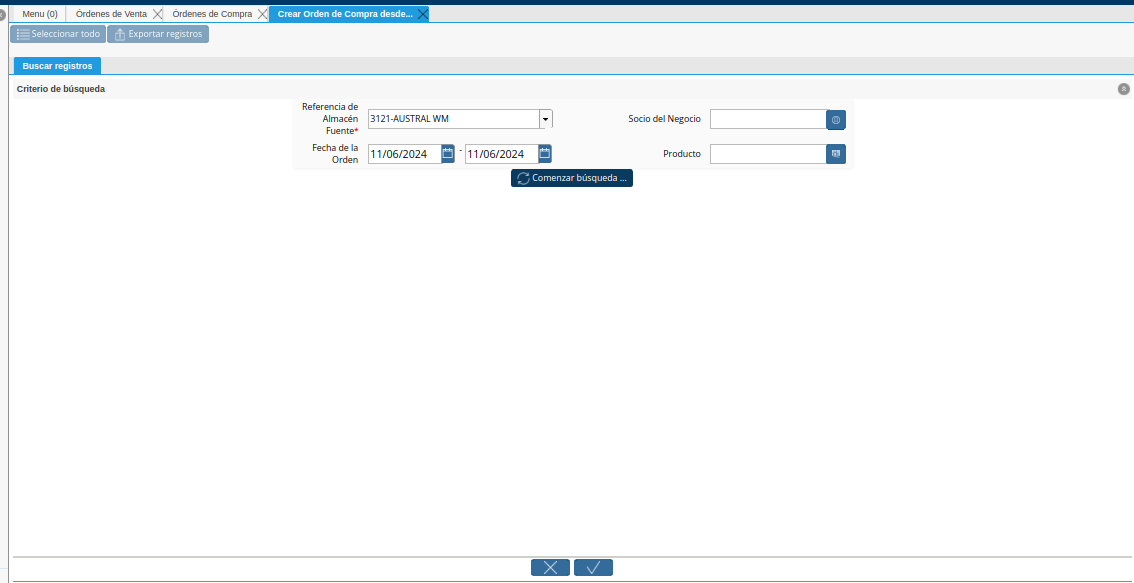 Menu (0) Órdenes de Venta Órdenes de Compra Crear Orden de Compra desde...
Seleccionar todo Exportar registros
Buscar registros
Criterio de búsqueda
Referencia de
Almacén
Fuente*
3121-AUSTRAL WM
Socio del Negocio
Fecha de la
Orden
11/06/2024 - 11/06/2024
Producto
Comenzar búsqueda ...